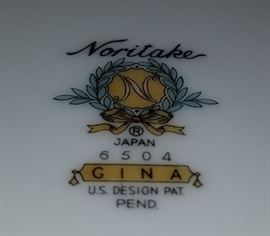 Noritake
N
®
JAPAN
6504
GINA
U.S. DESIGN PAT.
PEND.